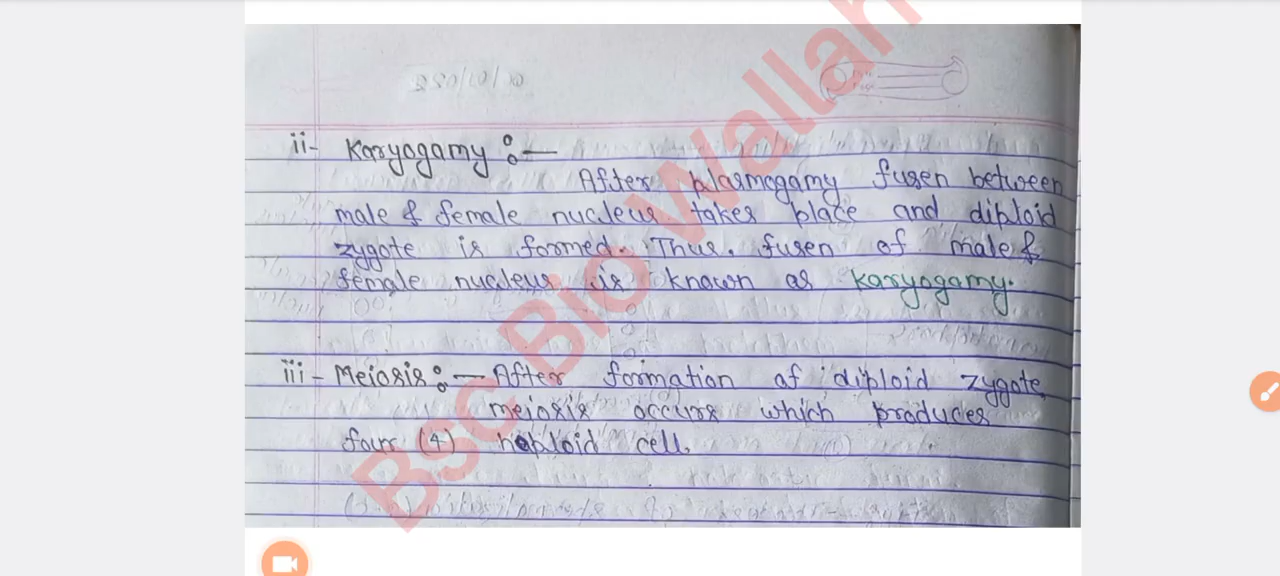 ii- Karyogamy :—
After plasmogamy fusen between
male & female nucleus takes place and diploid
zygote is formed. Thus, fusen of male &
female nucleus is known as Karyogamy.
iii- Meiosis :— After formation of diploid zygote,
meiosis occurs which produces
four (4) haploid cell.
Bsc Bio Wallah